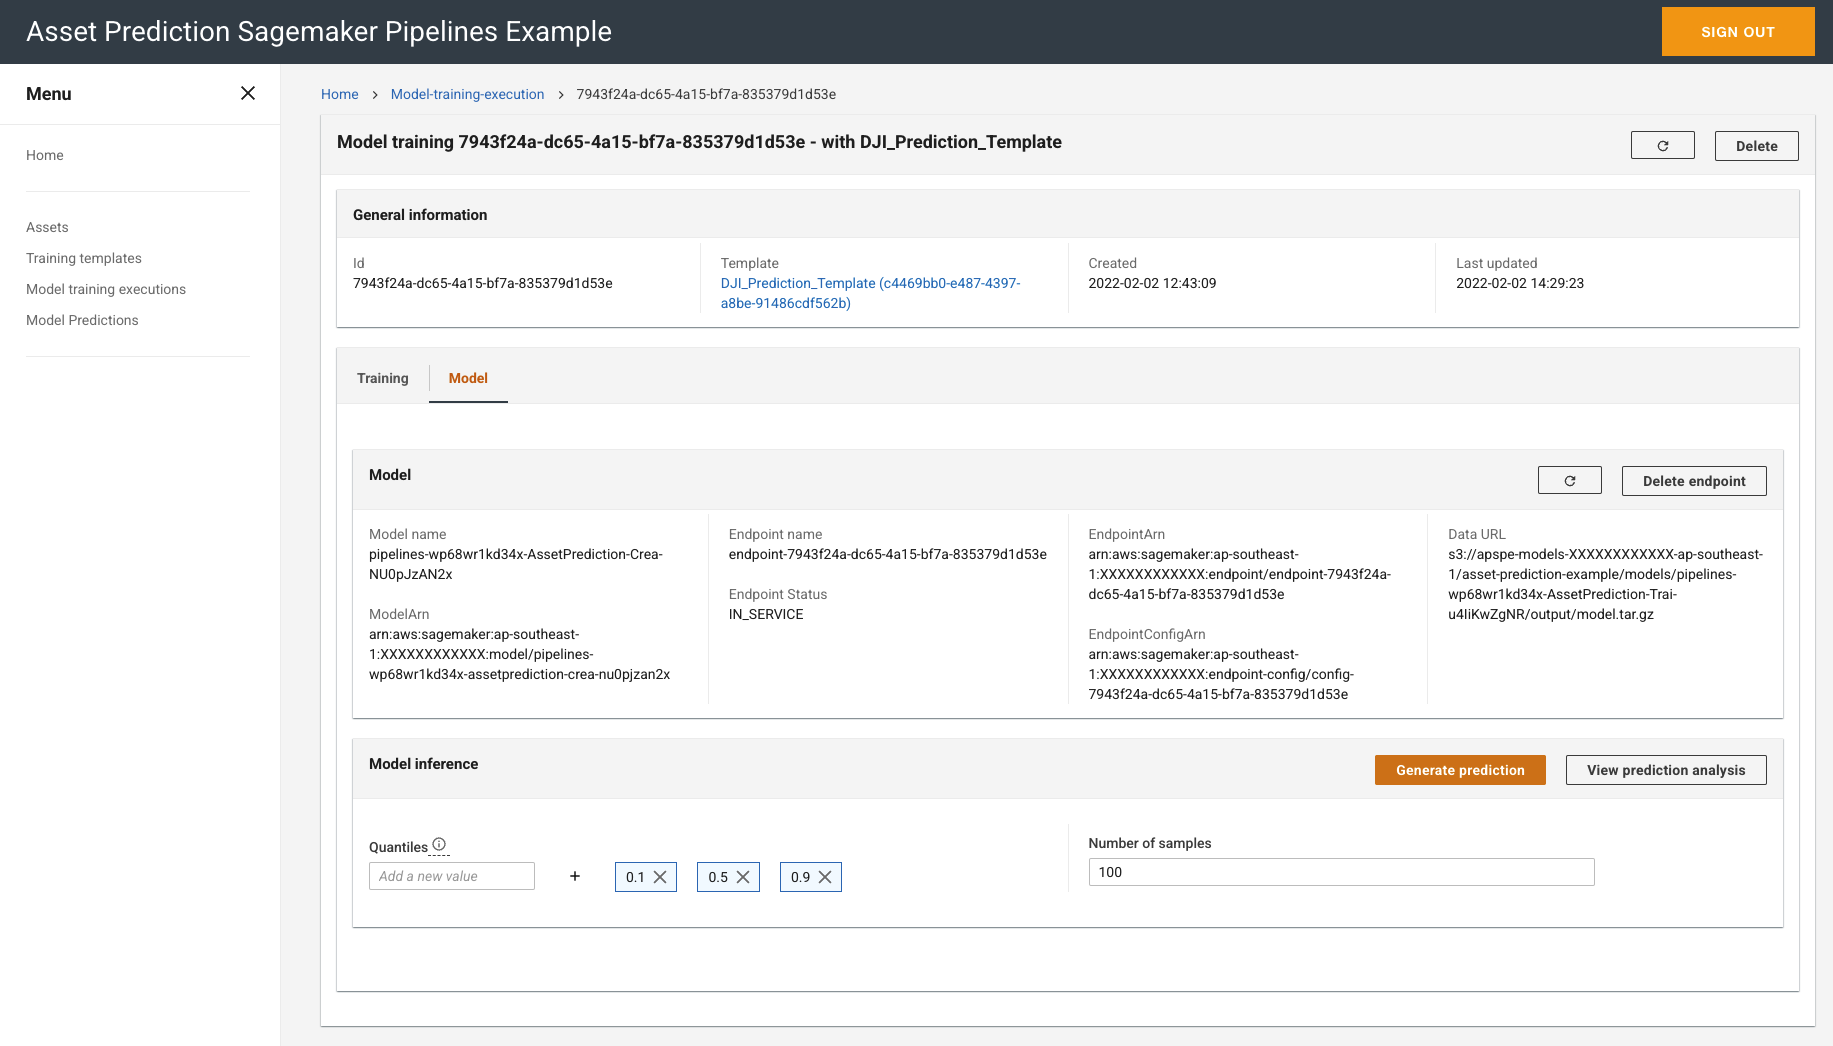 Asset Prediction Sagemaker Pipelines Example
SIGN OUT
Menu
Home
Assets
Training templates
Model training executions
Model Predictions
Home > Model-training-execution > 7943f24a-dc65-4a15-bf7a-835379d1d53e
Model training 7943f24a-dc65-4a15-bf7a-835379d1d53e - with DJI_Prediction_Template
Delete
General information
Id
7943f24a-dc65-4a15-bf7a-835379d1d53e
Template
DJI_Prediction_Template (c4469bb0-e487-4397-
a8be-91486cdf562b)
Created
2022-02-02 12:43:09
Last updated
2022-02-02 14:29:23
Training
Model
Model
Delete endpoint
Model name
pipelines-wp68wr1kd34x-AssetPrediction-Crea-
NU0pJzAN2x
ModelArn
arn:aws:sagemaker:ap-southeast-
1:XXXXXXXXXXXX:model/pipelines-
wp68wr1kd34x-assetprediction-crea-nu0pjzan2x
Endpoint name
endpoint-7943f24a-dc65-4a15-bf7a-835379d1d53e
Endpoint Status
IN_SERVICE
EndpointArn
arn:aws:sagemaker:ap-southeast-
1:XXXXXXXXXXXX:endpoint/endpoint-7943f24a-
dc65-4a15-bf7a-835379d1d53e
EndpointConfigArn
arn:aws:sagemaker:ap-southeast-
1:XXXXXXXXXXXX:endpoint-config/config-
7943f24a-dc65-4a15-bf7a-835379d1d53e
Data URL
s3://apspe-models-XXXXXXXXXXXX-ap-southeast-
1/asset-prediction-example/models/pipelines-
wp68wr1kd34x-AssetPrediction-Trai-
u4IiKwZgNR/output/model.tar.gz
Model inference
Generate prediction
View prediction analysis
Quantiles
Add a new value
+
0.1
0.5
0.9
Number of samples
100